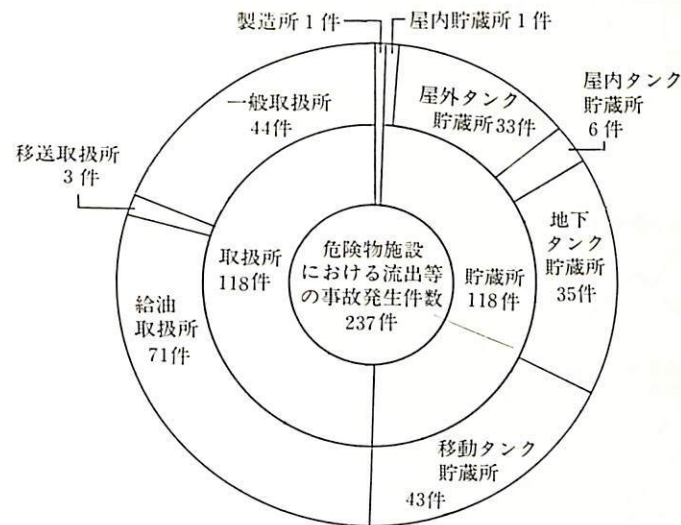 製造所1件
屋内貯蔵所1件
屋外タンク
貯蔵所33件
屋内タンク
貯蔵所
6件
地下
タンク
貯蔵所
35件
移動タンク
貯蔵所
43件
給油
取扱所
71件
移送取扱所
3件
一般取扱所
44件
取扱所
118件
貯蔵所
118件
危険物施設
における流出等
の事故発生件数
237件